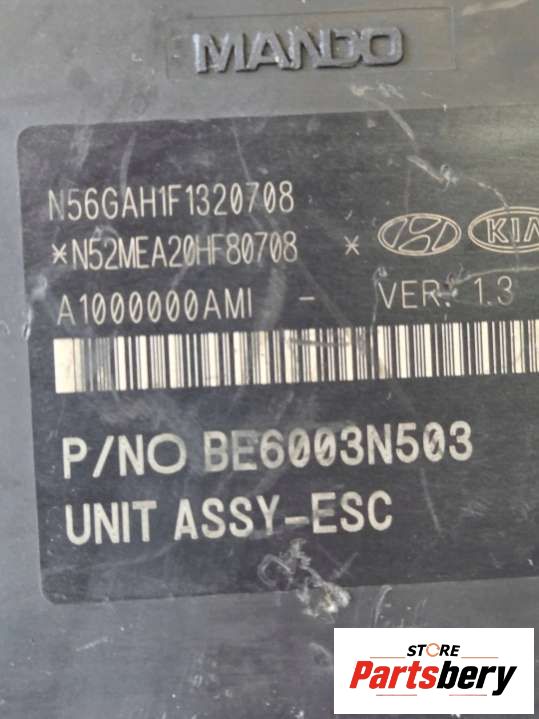 MANDO
N56GAH1F1320708
*N52MEA20HF80708 *
KIA
A1000000AMI - VER: 1.3
P/NO BE6003N503
UNIT ASSY-ESC
STORE
Partsbery